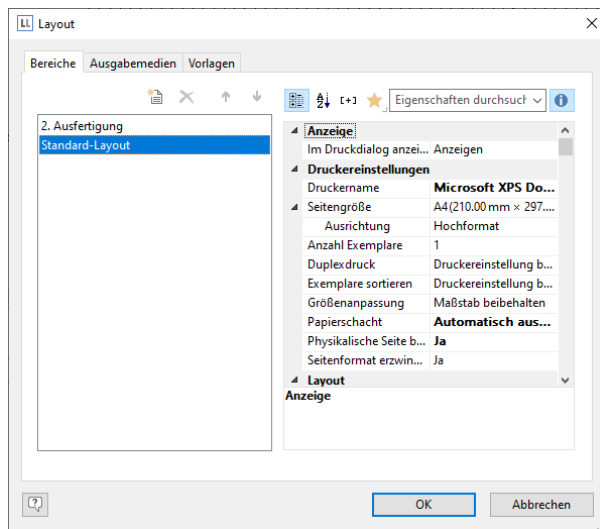 LL Layout
Bereiche Ausgabemedien Vorlagen
Eigenschaften durchsuch
2. Ausfertigung
Standard-Layout
Anzeige
Im Druckdialog anzei... Anzeigen
Druckereinstellungen
Druckername Microsoft XPS Do...
Seitengröße A4(210.00 mm × 297....
Ausrichtung Hochformat
Anzahl Exemplare 1
Duplexdruck Druckereinstellung b...
Exemplare sortieren Druckereinstellung b...
Größenanpassung Maßstab beibehalten
Papierschacht Automatisch aus...
Physikalische Seite b... Ja
Seitenformat erzwin... Ja
Layout
Anzeige
OK Abbrechen